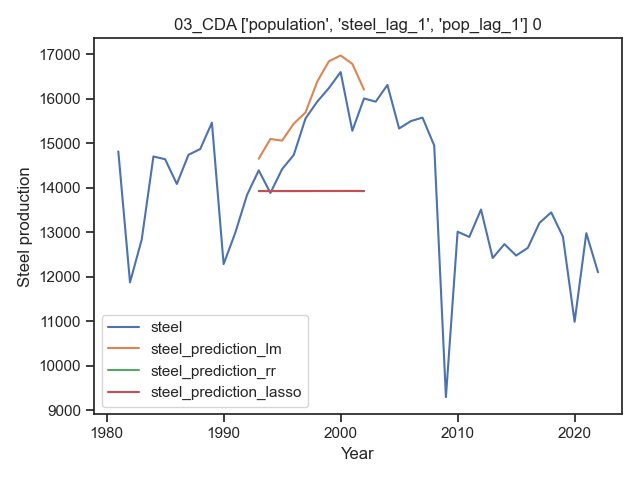 03_CDA ['population', 'steel_lag_1', 'pop_lag_1'] 0
17000
16000
15000
14000
13000
12000
11000
10000
9000
Steel production
steel
steel_prediction_lm
steel_prediction_rr
steel_prediction_lasso
1980
1990
2000
2010
2020
Year